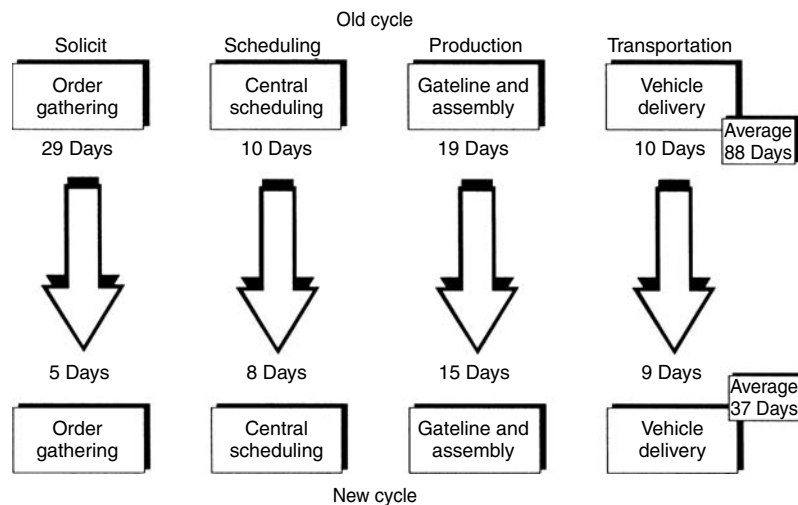 Old cycle
Solicit
Scheduling
Production
Transportation
Order
gathering
Central
scheduling
Gateline and
assembly
Vehicle
delivery
Average
88 Days
29 Days
10 Days
19 Days
10 Days
5 Days
8 Days
15 Days
9 Days
Average
37 Days
Order
gathering
Central
scheduling
Gateline and
assembly
Vehicle
delivery
New cycle